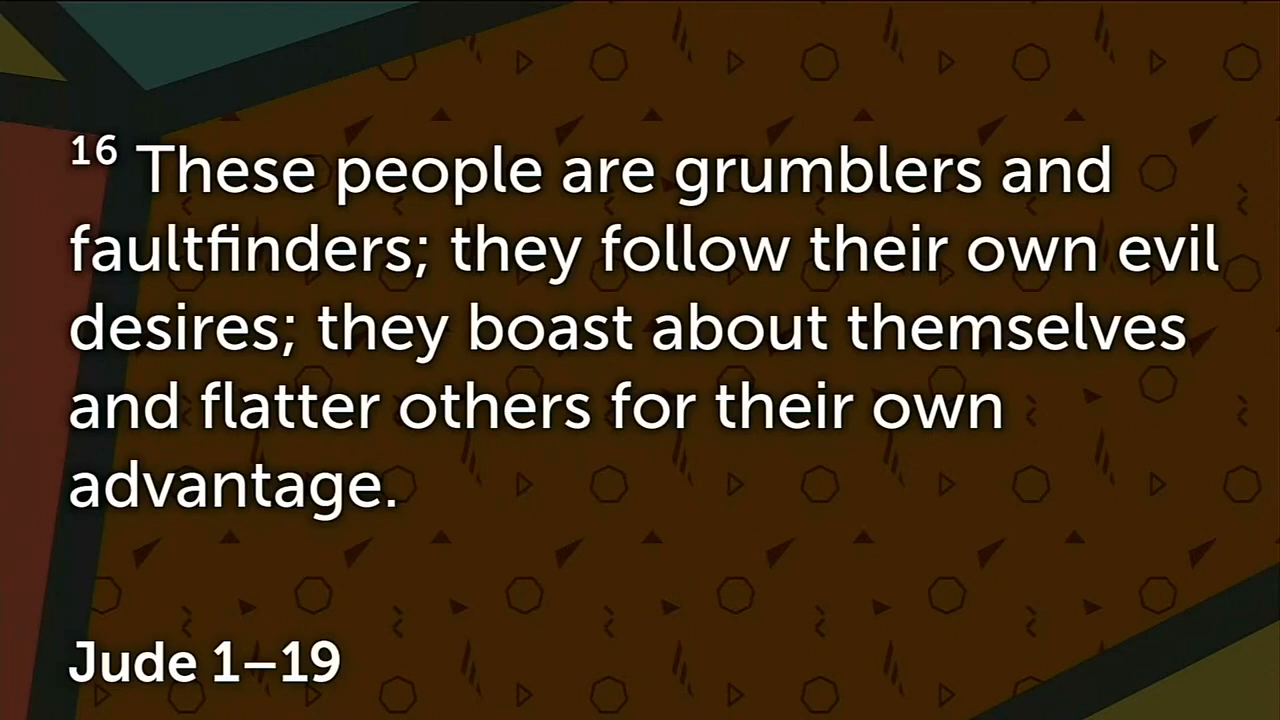 16 These people are grumblers and
faultfinders; they follow their own evil
desires; they boast about themselves
and flatter others for their own
advantage.
Jude 1–19